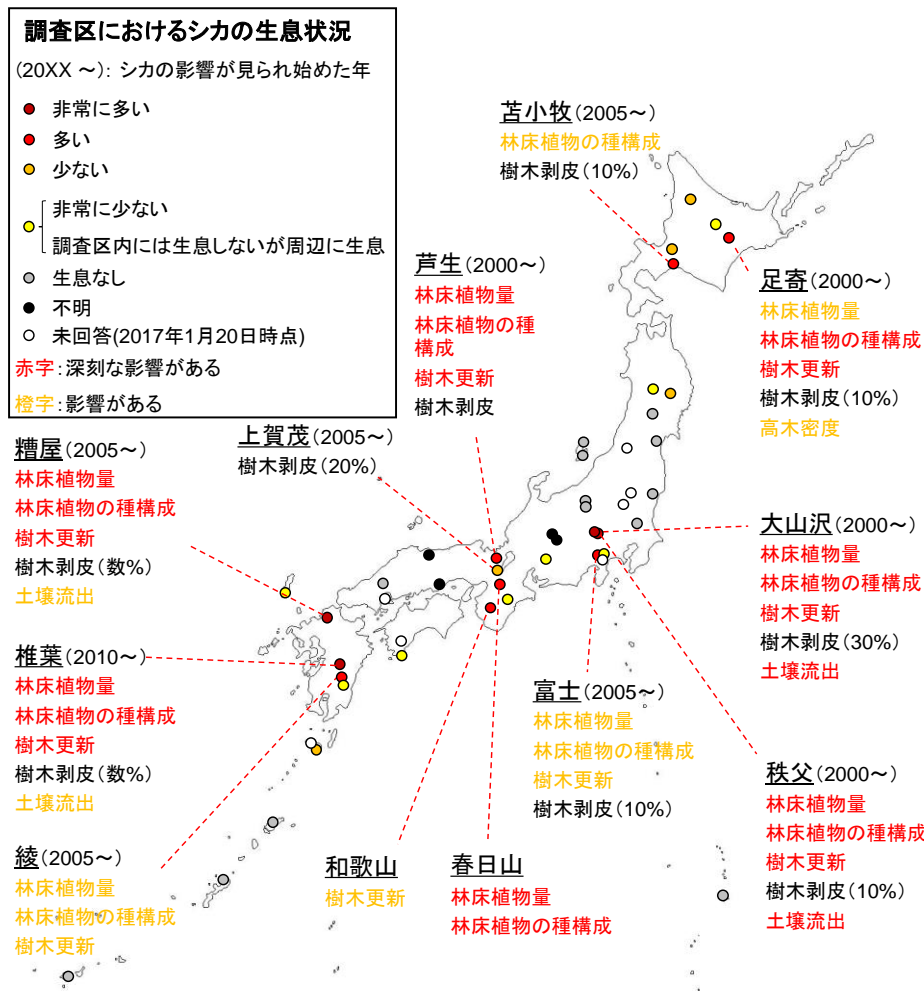 調査区におけるシカの生息状況
(20XX ～): シカの影響が見られ始めた年
非常に多い
多い
少ない
非常に少ない
調査区内には生息しないが周辺に生息
生息なし
不明
未回答(2017年1月20日時点)
赤字:深刻な影響がある
橙字:影響がある
苫小牧(2005～)
林床植物の種構成
樹木剥皮(10%)
芦生(2000～)
林床植物量
林床植物の種
構成
樹木更新
樹木剥皮
足寄(2000～)
林床植物量
林床植物の種構成
樹木更新
樹木剥皮(10%)
高木密度
上賀茂(2005～)
樹木剥皮(20%)
糟屋(2005～)
林床植物量
林床植物の種構成
樹木更新
樹木剥皮(数%)
土壌流出
大山沢(2000～)
林床植物量
林床植物の種構成
樹木更新
樹木剥皮(30%)
土壌流出
椎葉(2010～)
林床植物量
林床植物の種構成
樹木更新
樹木剥皮(数%)
土壌流出
富士(2005～)
林床植物量
林床植物の種構成
樹木更新
樹木剥皮(10%)
秩父(2000～)
林床植物量
林床植物の種構成
樹木更新
樹木剥皮(10%)
土壌流出
綾(2005～)
林床植物量
林床植物の種構成
樹木更新
和歌山
樹木更新
春日山
林床植物量
林床植物の種構成